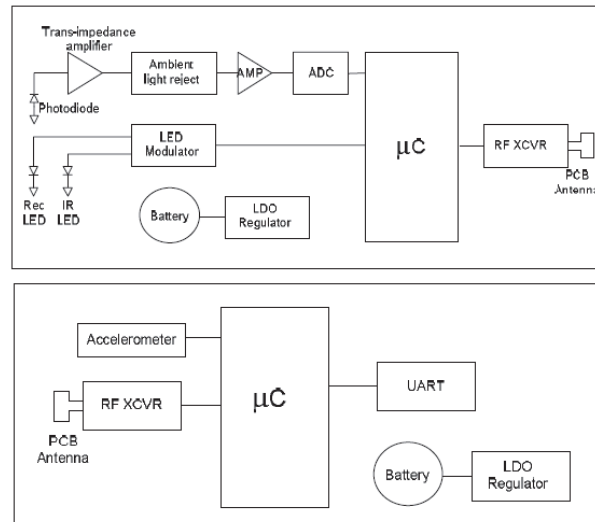 Trans-impedance
amplifier
Ambient
light reject
AMP
ADC
Photodiode
LED
Modulator
µC
RF XCVR
PCB
Antenna
Rec
LED
IR
LED
Battery
LDO
Regulator
Accelerometer
RF XCVR
PCB
Antenna
µC
UART
Battery
LDO
Regulator